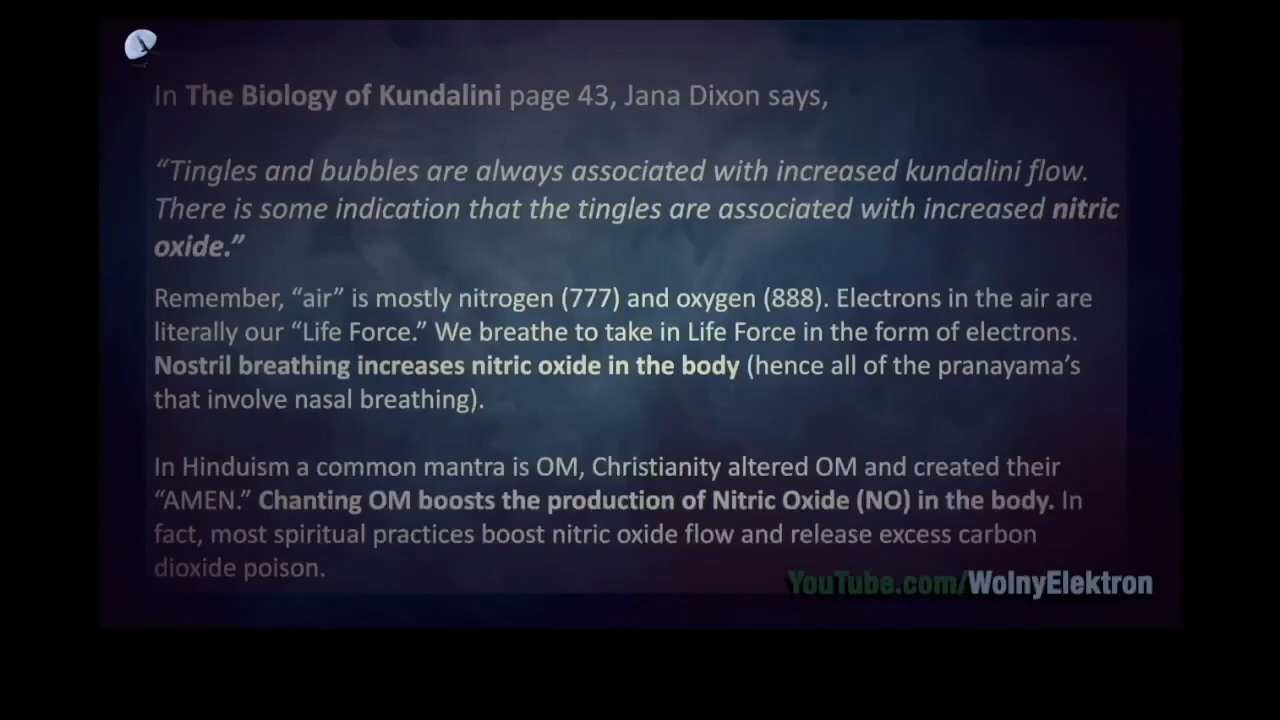 In The Biology of Kundalini page 43, Jana Dixon says,
“Tingles and bubbles are always associated with increased kundalini flow.
There is some indication that the tingles are associated with increased nitric
oxide.”
Remember, “air” is mostly nitrogen (777) and oxygen (888). Electrons in the air are
literally our “Life Force.” We breathe to take in Life Force in the form of electrons.
Nostril breathing increases nitric oxide in the body (hence all of the pranayama’s
that involve nasal breathing).
In Hinduism a common mantra is OM, Christianity altered OM and created their
“AMEN.” Chanting OM boosts the production of Nitric Oxide (NO) in the body. In
fact, most spiritual practices boost nitric oxide flow and release excess carbon
dioxide poison.
YouTube.com/WolnyElektron